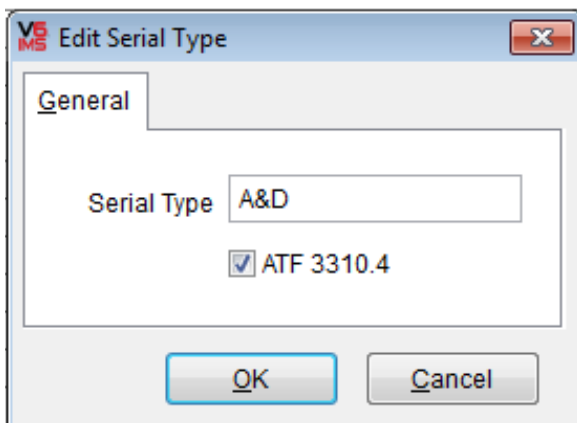 V6
IMS Edit Serial Type
General
Serial Type A&D
ATF 3310.4
OK Cancel